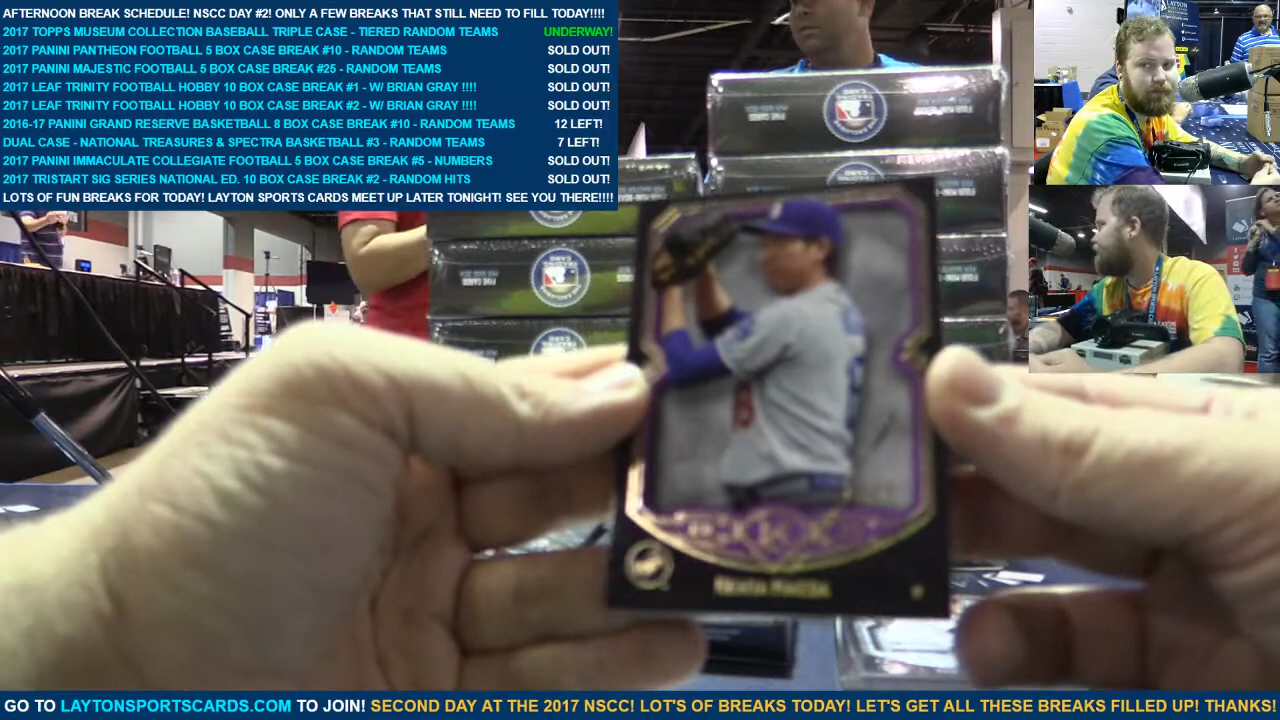 AFTERNOON BREAK SCHEDULE! NSCC DAY #2! ONLY A FEW BREAKS THAT STILL NEED TO FILL TODAY!!!!
2017 TOPPS MUSEUM COLLECTION BASEBALL TRIPLE CASE - TIERED RANDOM TEAMS UNDERWAY!
2017 PANINI PANTHEON FOOTBALL 5 BOX CASE BREAK #10 - RANDOM TEAMS SOLD OUT!
2017 PANINI MAJESTIC FOOTBALL 5 BOX CASE BREAK #25 - RANDOM TEAMS SOLD OUT!
2017 LEAF TRINITY FOOTBALL HOBBY 10 BOX CASE BREAK #1 - W/ BRIAN GRAY !!!! SOLD OUT!
2017 LEAF TRINITY FOOTBALL HOBBY 10 BOX CASE BREAK #2 - W/ BRIAN GRAY !!!! SOLD OUT!
2016-17 PANINI GRAND RESERVE BASKETBALL 8 BOX CASE BREAK #10 - RANDOM TEAMS 12 LEFT!
DUAL CASE - NATIONAL TREASURES & SPECTRA BASKETBALL #3 - RANDOM TEAMS 7 LEFT!
2017 PANINI IMMACULATE COLLEGIATE FOOTBALL 5 BOX CASE BREAK #5 - NUMBERS SOLD OUT!
2017 TRISTART SIG SERIES NATIONAL ED. 10 BOX CASE BREAK #2 - RANDOM HITS SOLD OUT!
LOTS OF FUN BREAKS FOR TODAY! LAYTON SPORTS CARDS MEET UP LATER TONIGHT! SEE YOU THERE!!!!
LAYTON
FIVE CARDS
KENTA MAEDA
GO TO LAYTONSPORTSCARDS.COM TO JOIN! SECOND DAY AT THE 2017 NSCC! LOT'S OF BREAKS TODAY! LET'S GET ALL THESE BREAKS FILLED UP! THANKS!